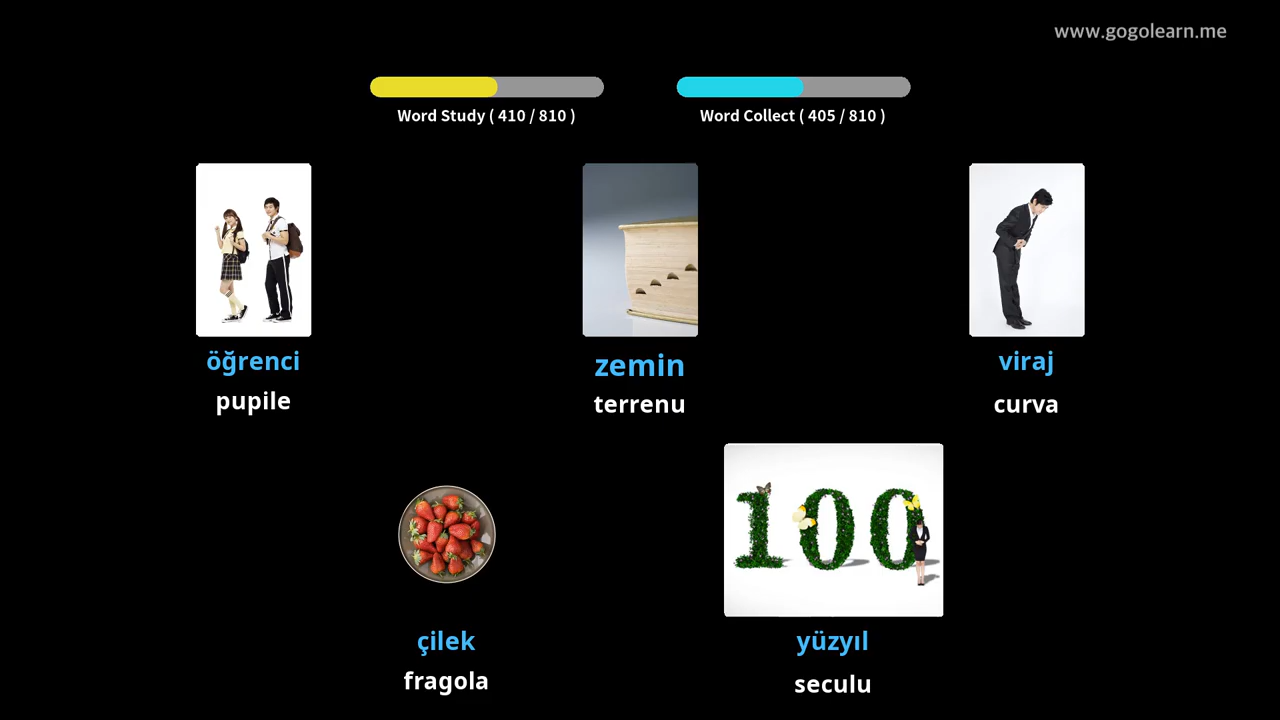 www.gogolearn.me
Word Study ( 410 / 810 )
Word Collect ( 405 / 810 )
öğrenci
pupile
zemin
terrenu
viraj
curva
100
çilek
fragola
yüzyıl
seculu